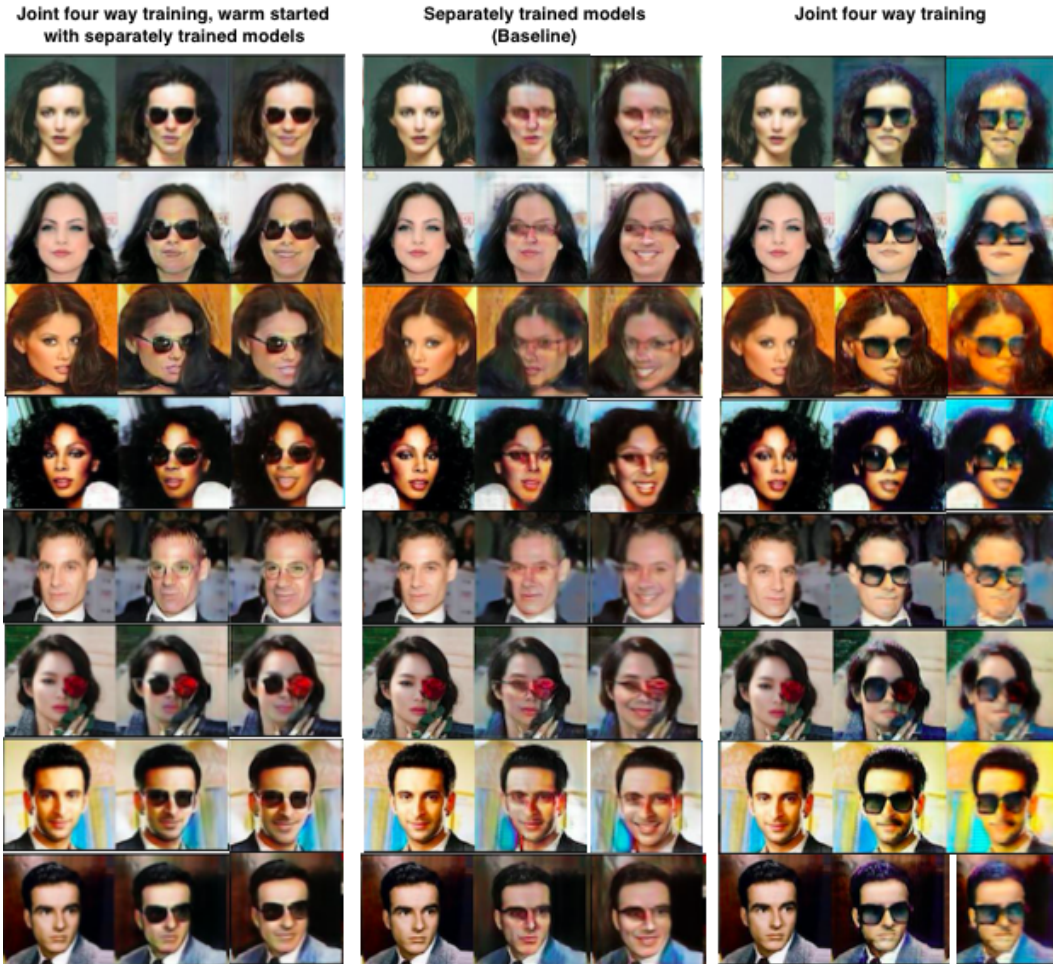 Joint four way training, warm started
with separately trained models
Separately trained models
(Baseline)
Joint four way training